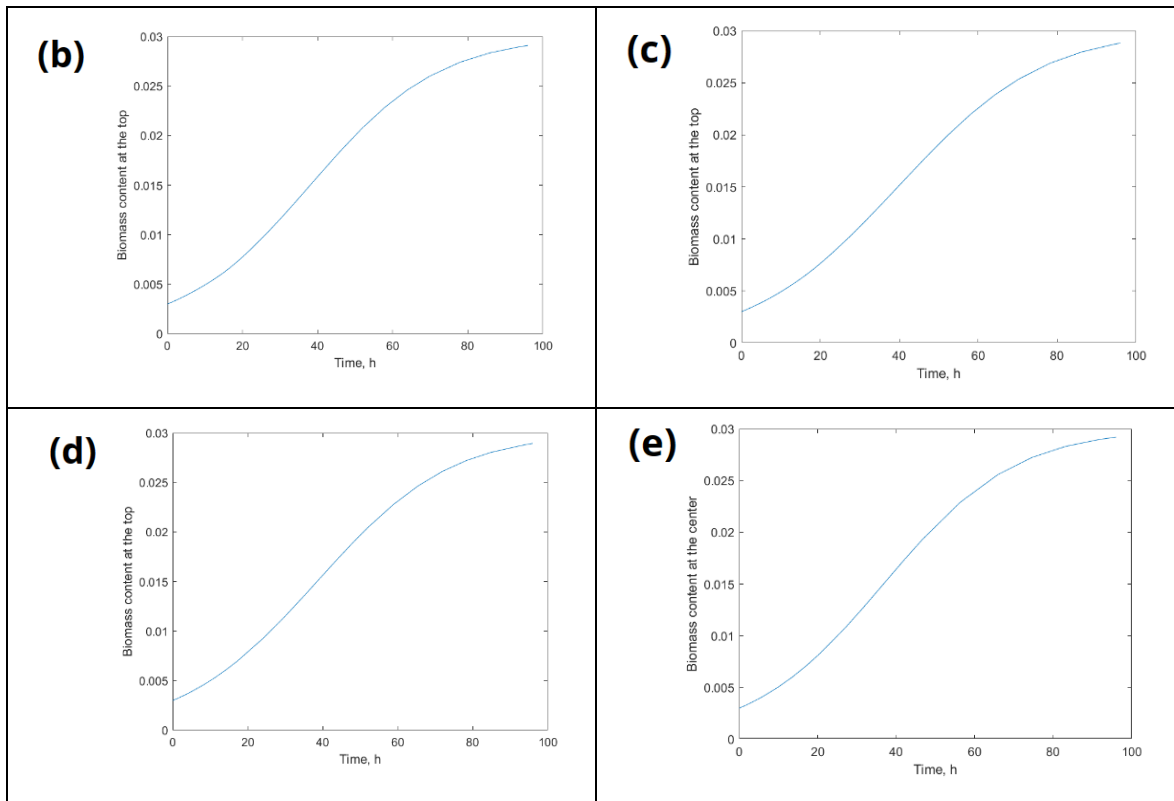 (b)
0.03
0.025
0.02
0.015
0.01
0.005
0
Biomass content at the top
0 20 40 60 80 100
Time, h
(c)
0.03
0.025
0.02
0.015
0.01
0.005
0
Biomass content at the top
0 20 40 60 80 100
Time, h
(d)
0.03
0.025
0.02
0.015
0.01
0.005
0
Biomass content at the top
0 20 40 60 80 100
Time, h
(e)
0.03
0.025
0.02
0.015
0.01
0.005
0
Biomass content at the center
0 20 40 60 80 100
Time, h